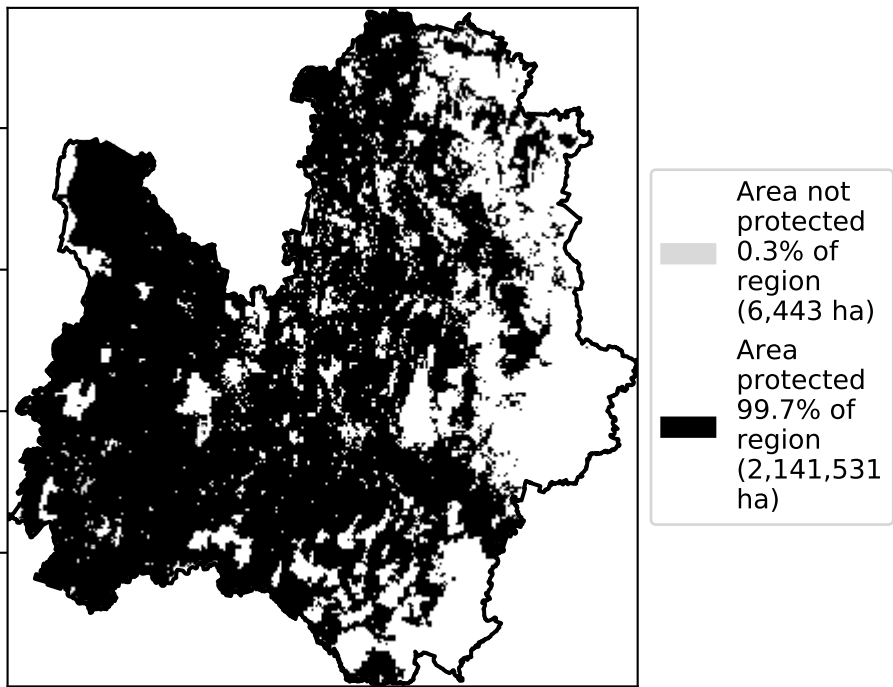 Area not
protected
0.3% of
region
(6,443 ha)
Area
protected
99.7% of
region
(2,141,531
ha)